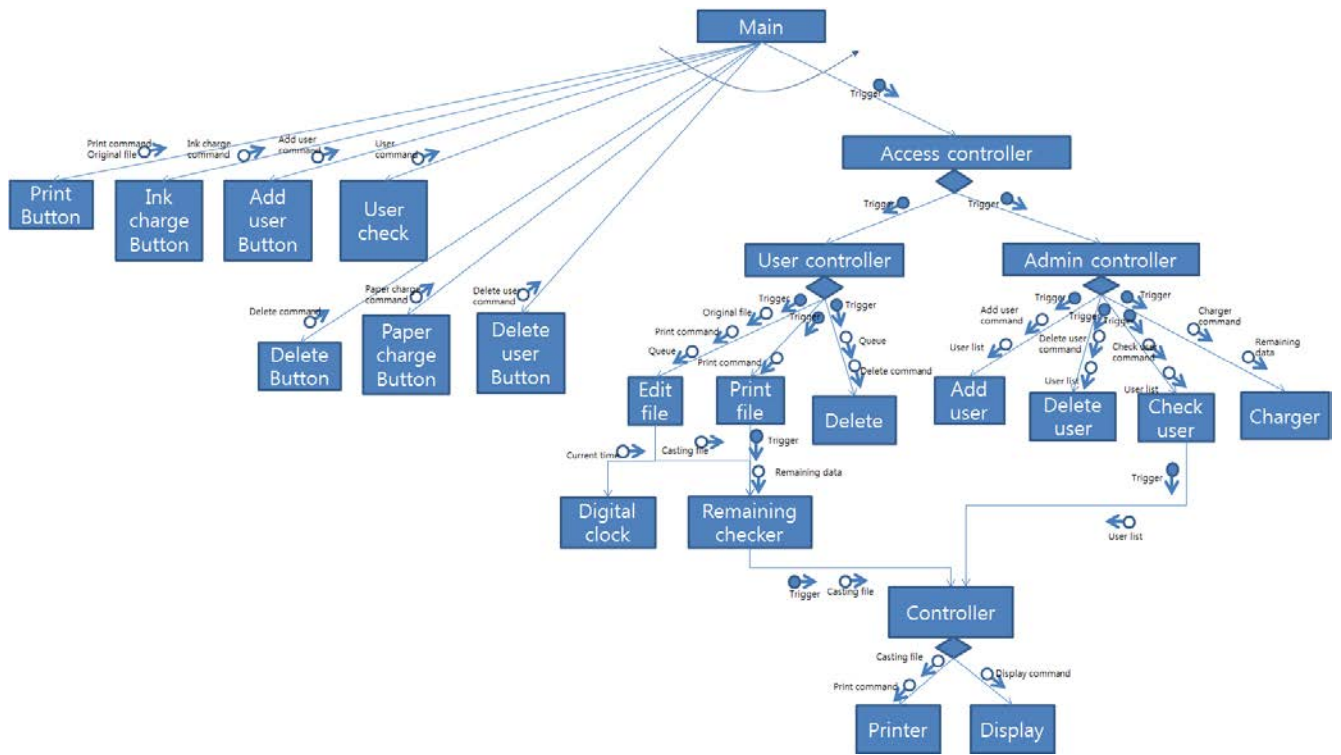 Main
Trigger
Print command
Original file
Ink charge
command
Add user
command
User
command
Access controller
Print
Button
Ink
charge
Button
Add
user
Button
User
check
Trigger
Trigger
User controller
Admin controller
Delete command
Paper charge
command
Delete user
command
Delete
Button
Paper
charge
Button
Delete
user
Button
Original file
Trigger
Trigger
Trigger
Print command
Queue
Print command
Queue
Delete command
Add user
command
Trigger
Trigger
Trigger
Trigger
Charger
command
User list
Delete user
command
Check user
command
Remaining
data
User list
User list
Edit
file
Print
file
Delete
Add
user
Delete
user
Check
user
Charger
Current time
Casting file
Trigger
Remaining data
Trigger
Digital
clock
Remaining
checker
User list
Trigger
Casting file
Controller
Casting file
Print command
Display command
Printer
Display